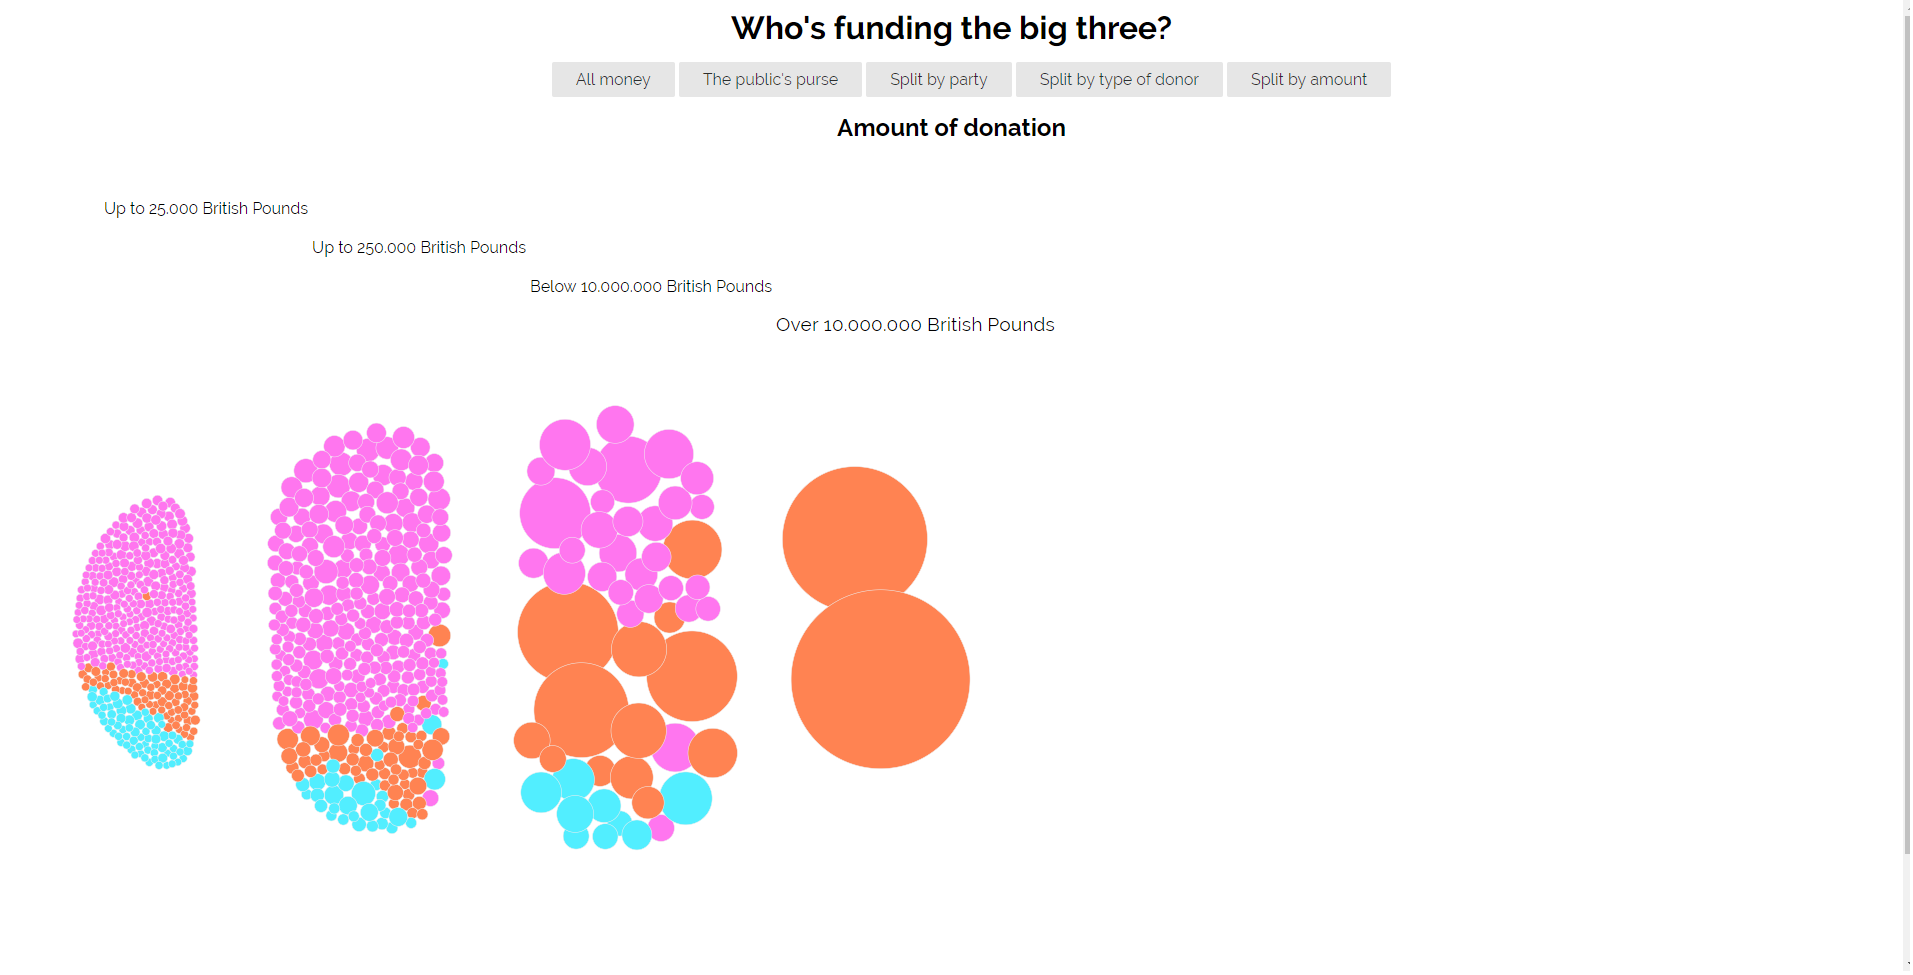 Who's funding the big three?
All money The public's purse Split by party Split by type of donor Split by amount
Amount of donation
Up to 25.000 British Pounds
Up to 250.000 British Pounds
Below 10.000.000 British Pounds
Over 10.000.000 British Pounds